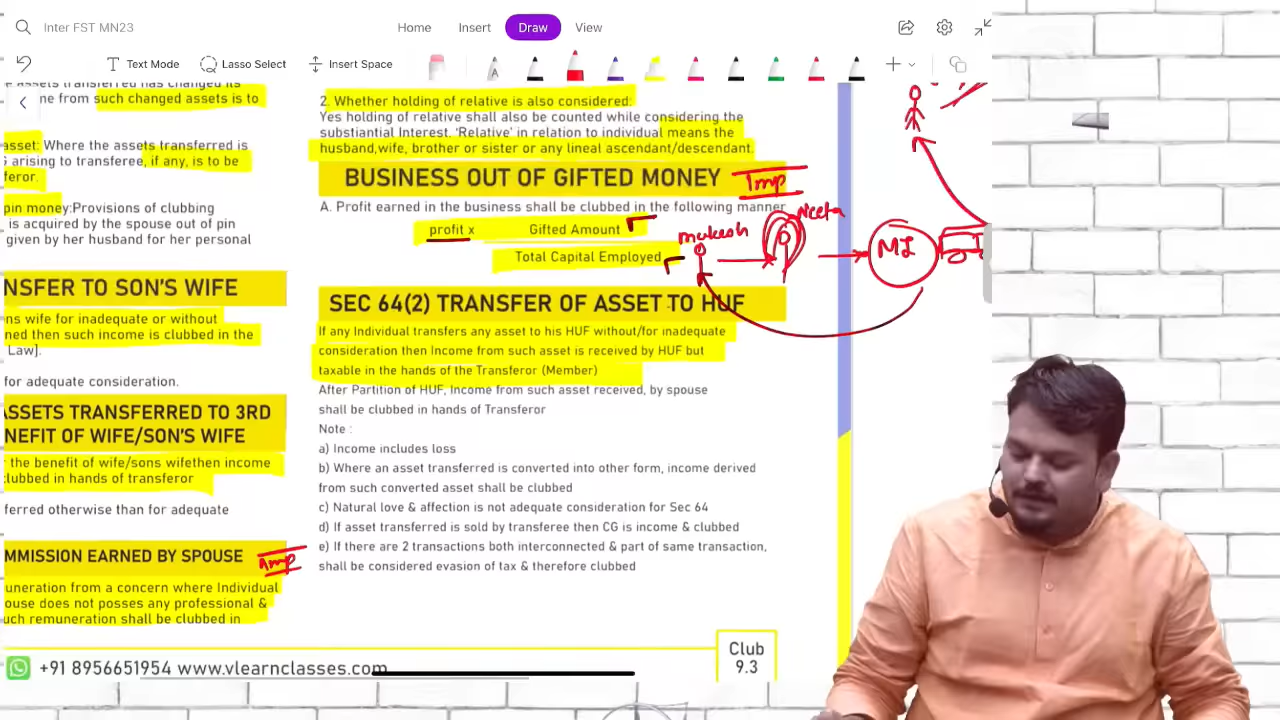 Inter FST MN23
Home
Insert
Draw
View
Text Mode
Lasso Select
Insert Space
me from such changed assets is to
asset: Where the assets transferred is
arising to transferee, if any, is to be
feror.
pin money:Provisions of clubbing
is acquired by the spouse out of pin
given by her husband for her personal
NSFER TO SON'S WIFE
ns wife for inadequate or without
ned then such income is clubbed in the
Law].
for adequate consideration.
ASSETS TRANSFERRED TO 3RD
NEFIT OF WIFE/SON'S WIFE
the benefit of wife/sons wifethen income
clubbed in hands of transferor
ferred otherwise than for adequate
MMISSION EARNED BY SPOUSE
Imp
uneration from a concern where Individual
ouse does not posses any professional &
uch remuneration shall be clubbed in
2. Whether holding of relative is also considered:
Yes holding of relative shall also be counted while considering the
substantial Interest. 'Relative' in relation to individual means the
husband,wife, brother or sister or any lineal ascendant/descendant.
BUSINESS OUT OF GIFTED MONEY
Imp
A. Profit earned in the business shall be clubbed in the following manner
profit x Gifted Amount
Total Capital Employed
mukesh
Neeta
MI
SEC 64(2) TRANSFER OF ASSET TO HUF
If any Individual transfers any asset to his HUF without/for inadequate
consideration then Income from such asset is received by HUF but
taxable in the hands of the Transferor (Member)
After Partition of HUF, Income from such asset received, by spouse
shall be clubbed in hands of Transferor
Note :
a) Income includes loss
b) Where an asset transferred is converted into other form, income derived
from such converted asset shall be clubbed
c) Natural love & affection is not adequate consideration for Sec 64
d) If asset transferred is sold by transferee then CG is income & clubbed
e) If there are 2 transactions both interconnected & part of same transaction,
shall be considered evasion of tax & therefore clubbed
+91 8956651954 www.vlearnclasses.com
Club
9.3